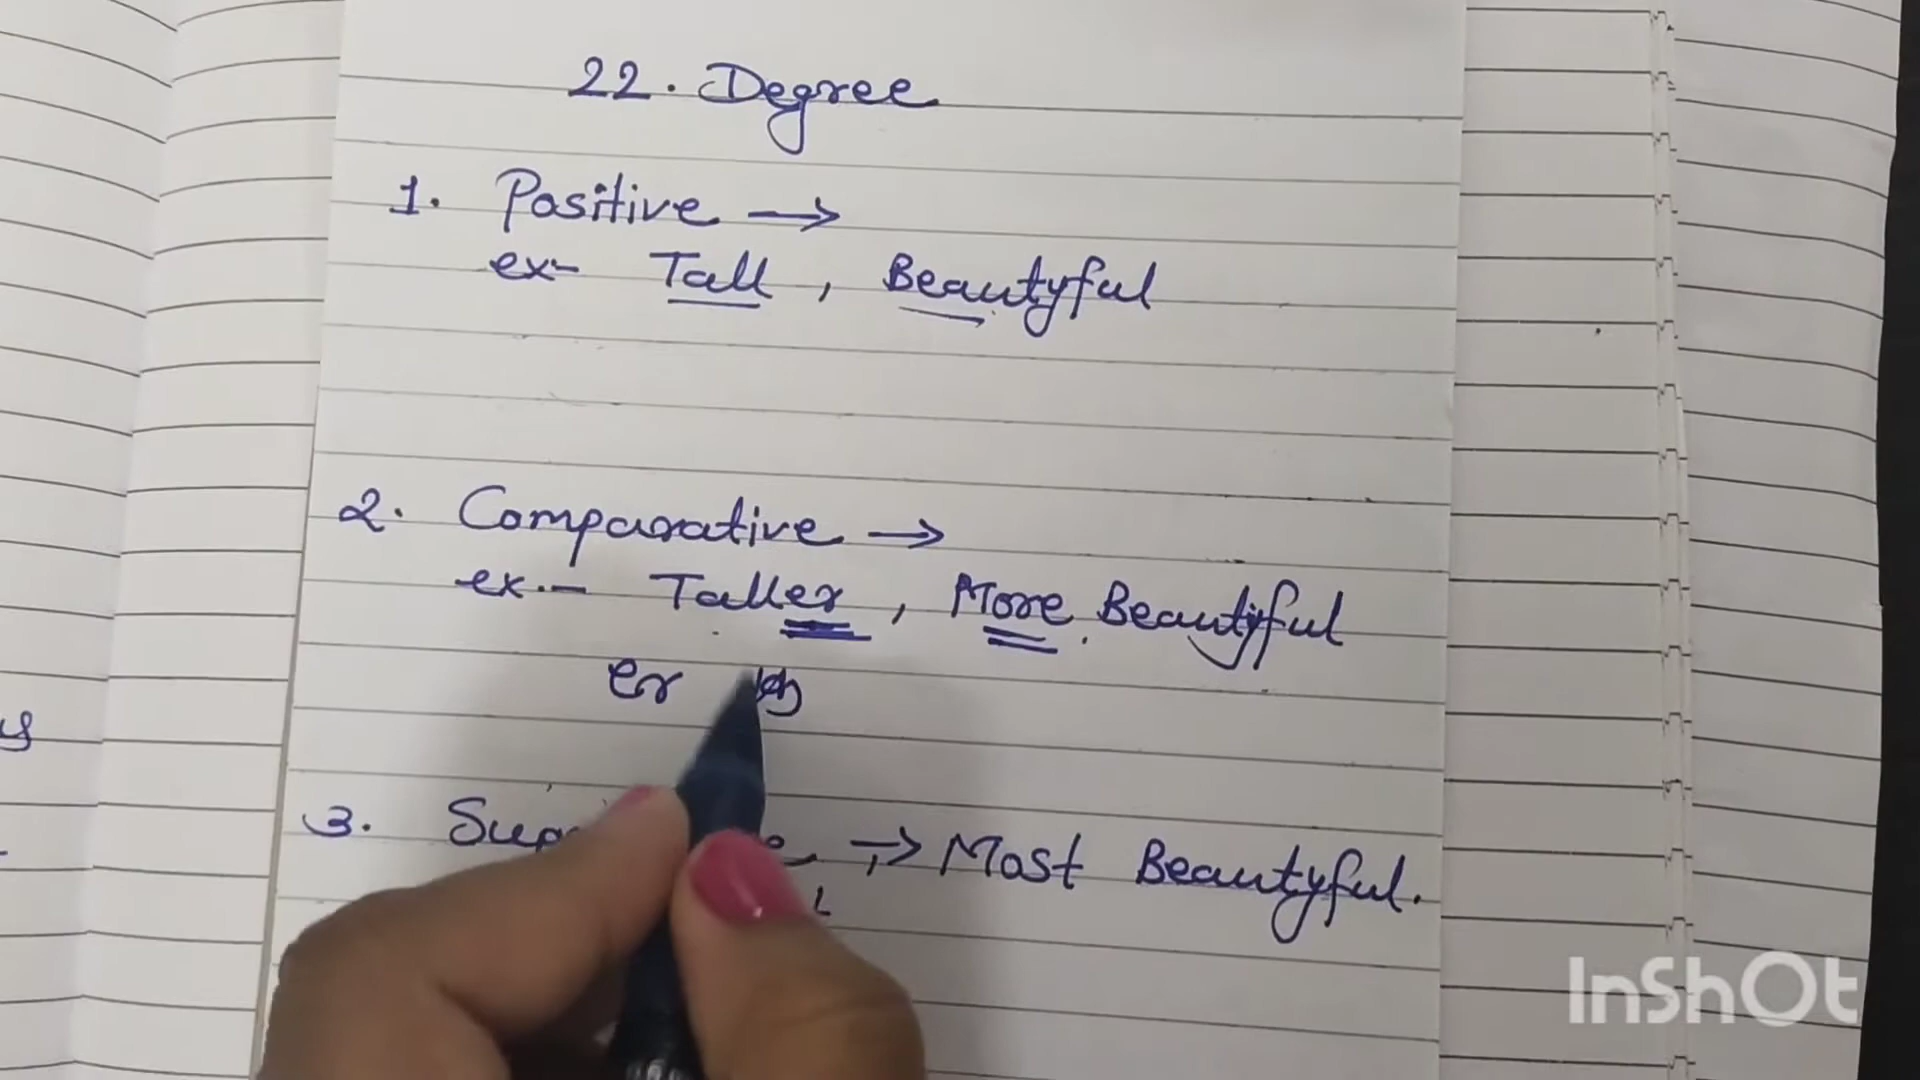 22. Degree
1. Positive →
ex- Tall , Beautyful
2. Comparative →
ex.- Taller , More Beautyful
er
3. → Most Beautyful.
InShOt